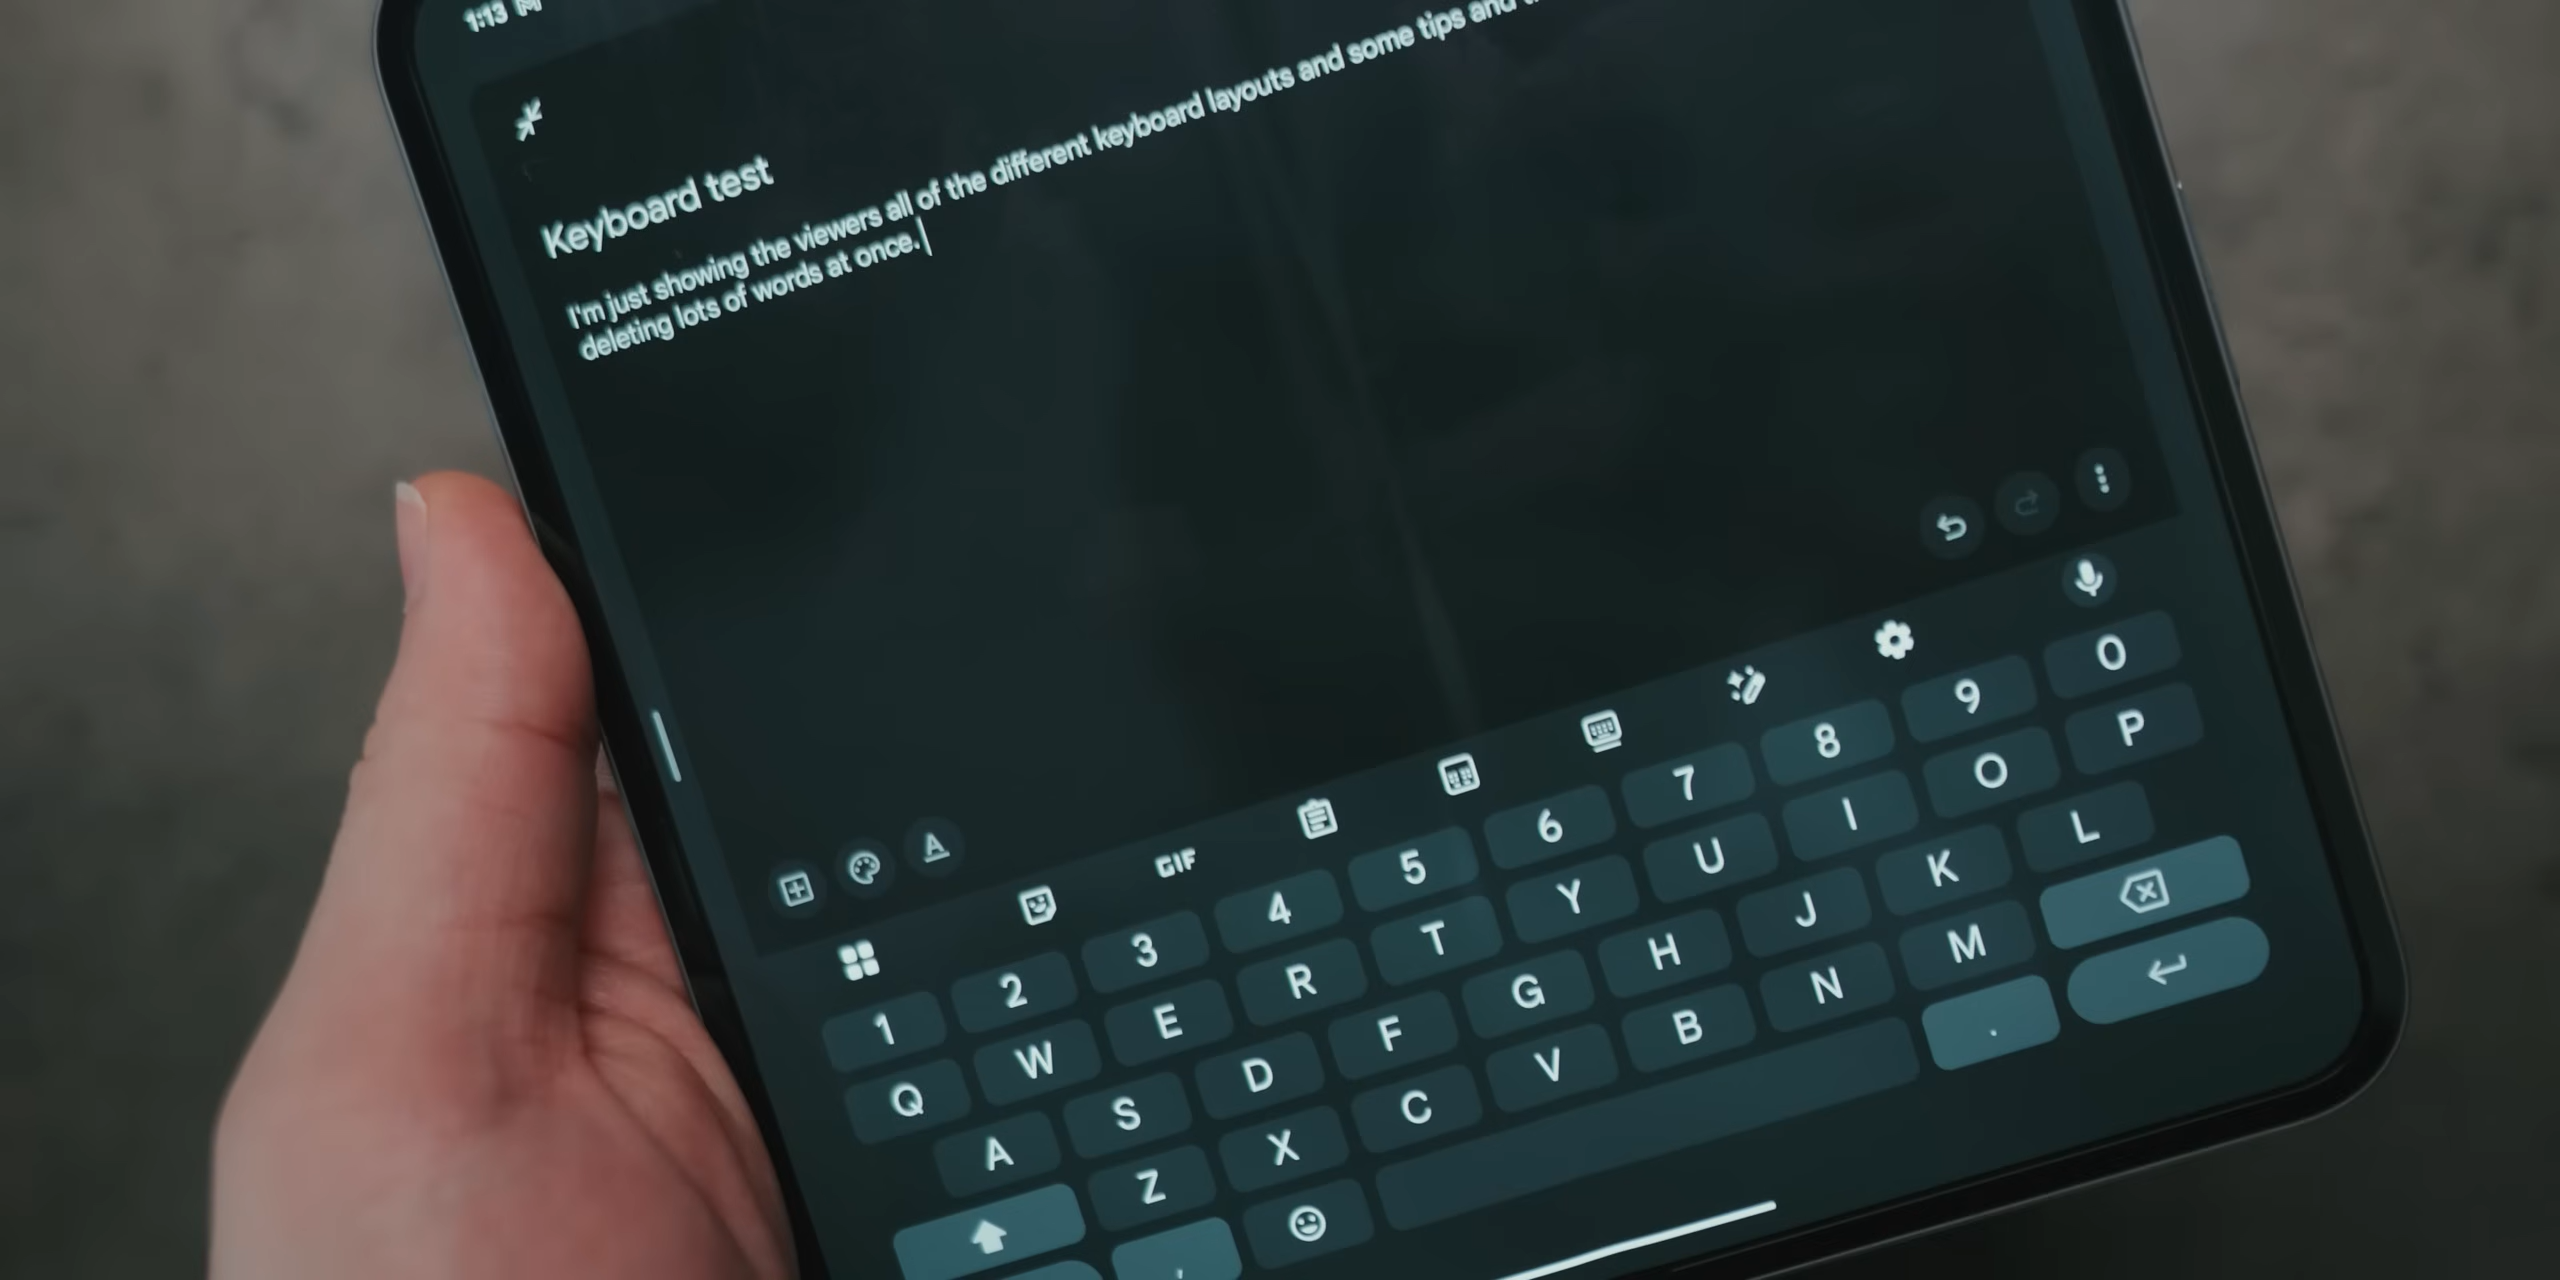 1:13
Keyboard test
I'm just showing the viewers all of the different keyboard layouts and some tips and
deleting lots of words at once.
GIF
1 2 3 4 5 6 7 8 9 0
Q W E R T Y U I O P
A S D F G H J K L
Z X C V B N M
, .